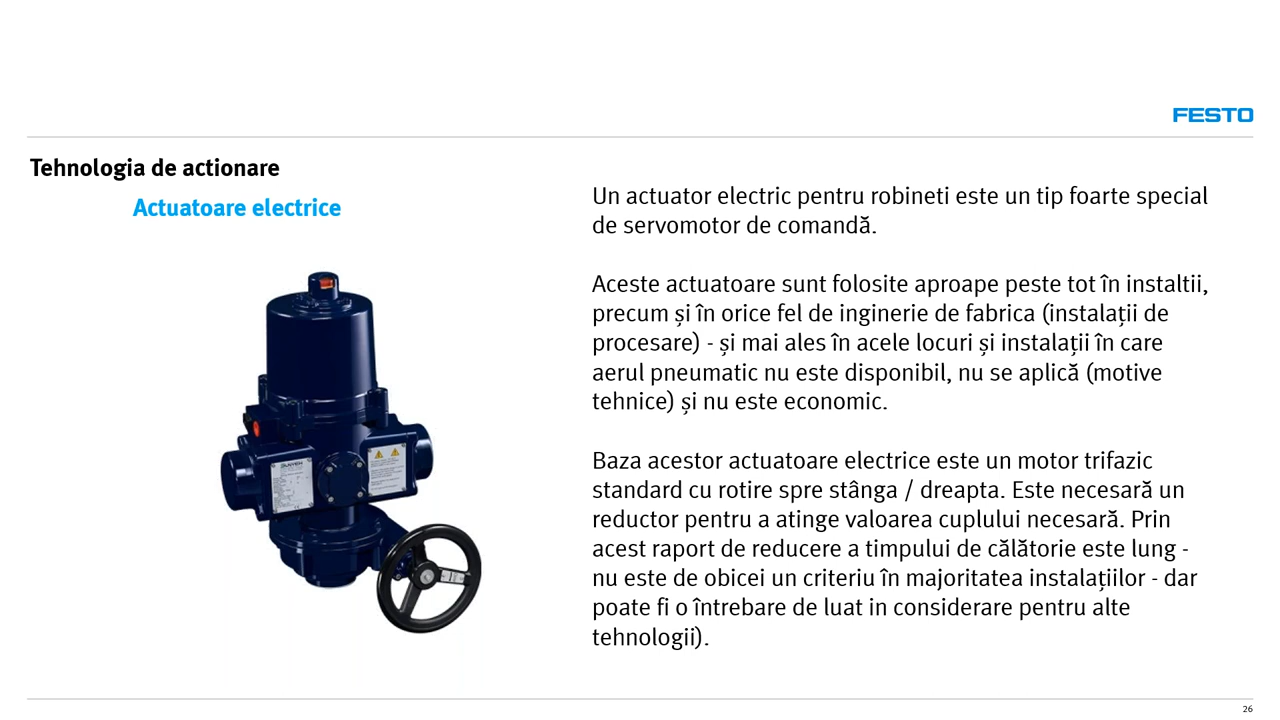 FESTO
Tehnologia de actionare
Actuatoare electrice
Un actuator electric pentru robineti este un tip foarte special
de servomotor de comandă.
Aceste actuatoare sunt folosite aproape peste tot în instaltii,
precum și în orice fel de inginerie de fabrica (instalații de
procesare) - și mai ales în acele locuri și instalații în care
aerul pneumatic nu este disponibil, nu se aplică (motive
tehnice) și nu este economic.
Baza acestor actuatoare electrice este un motor trifazic
standard cu rotire spre stânga / dreapta. Este necesară un
reductor pentru a atinge valoarea cuplului necesară. Prin
acest raport de reducere a timpului de călătorie este lung -
nu este de obicei un criteriu în majoritatea instalațiilor - dar
poate fi o întrebare de luat in considerare pentru alte
tehnologii).
26